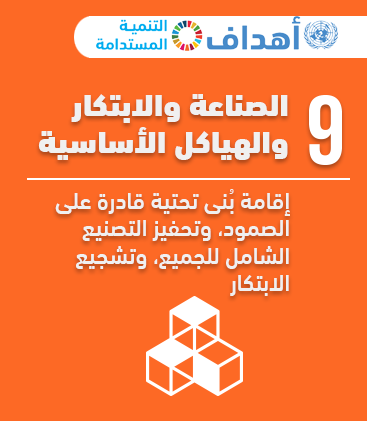 أهداف
التنمية
المستدامة
9
الصناعة والابتكار
والهياكل الأساسية
إقامة بُنى تحتية قادرة على
الصمود، وتحفيز التصنيع
الشامل للجميع، وتشجيع
الابتكار